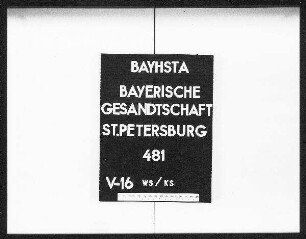 BAYHSTA
BAYERISCHE
GESANDTSCHAFT
ST.PETERSBURG
481
V-16 WS/KS